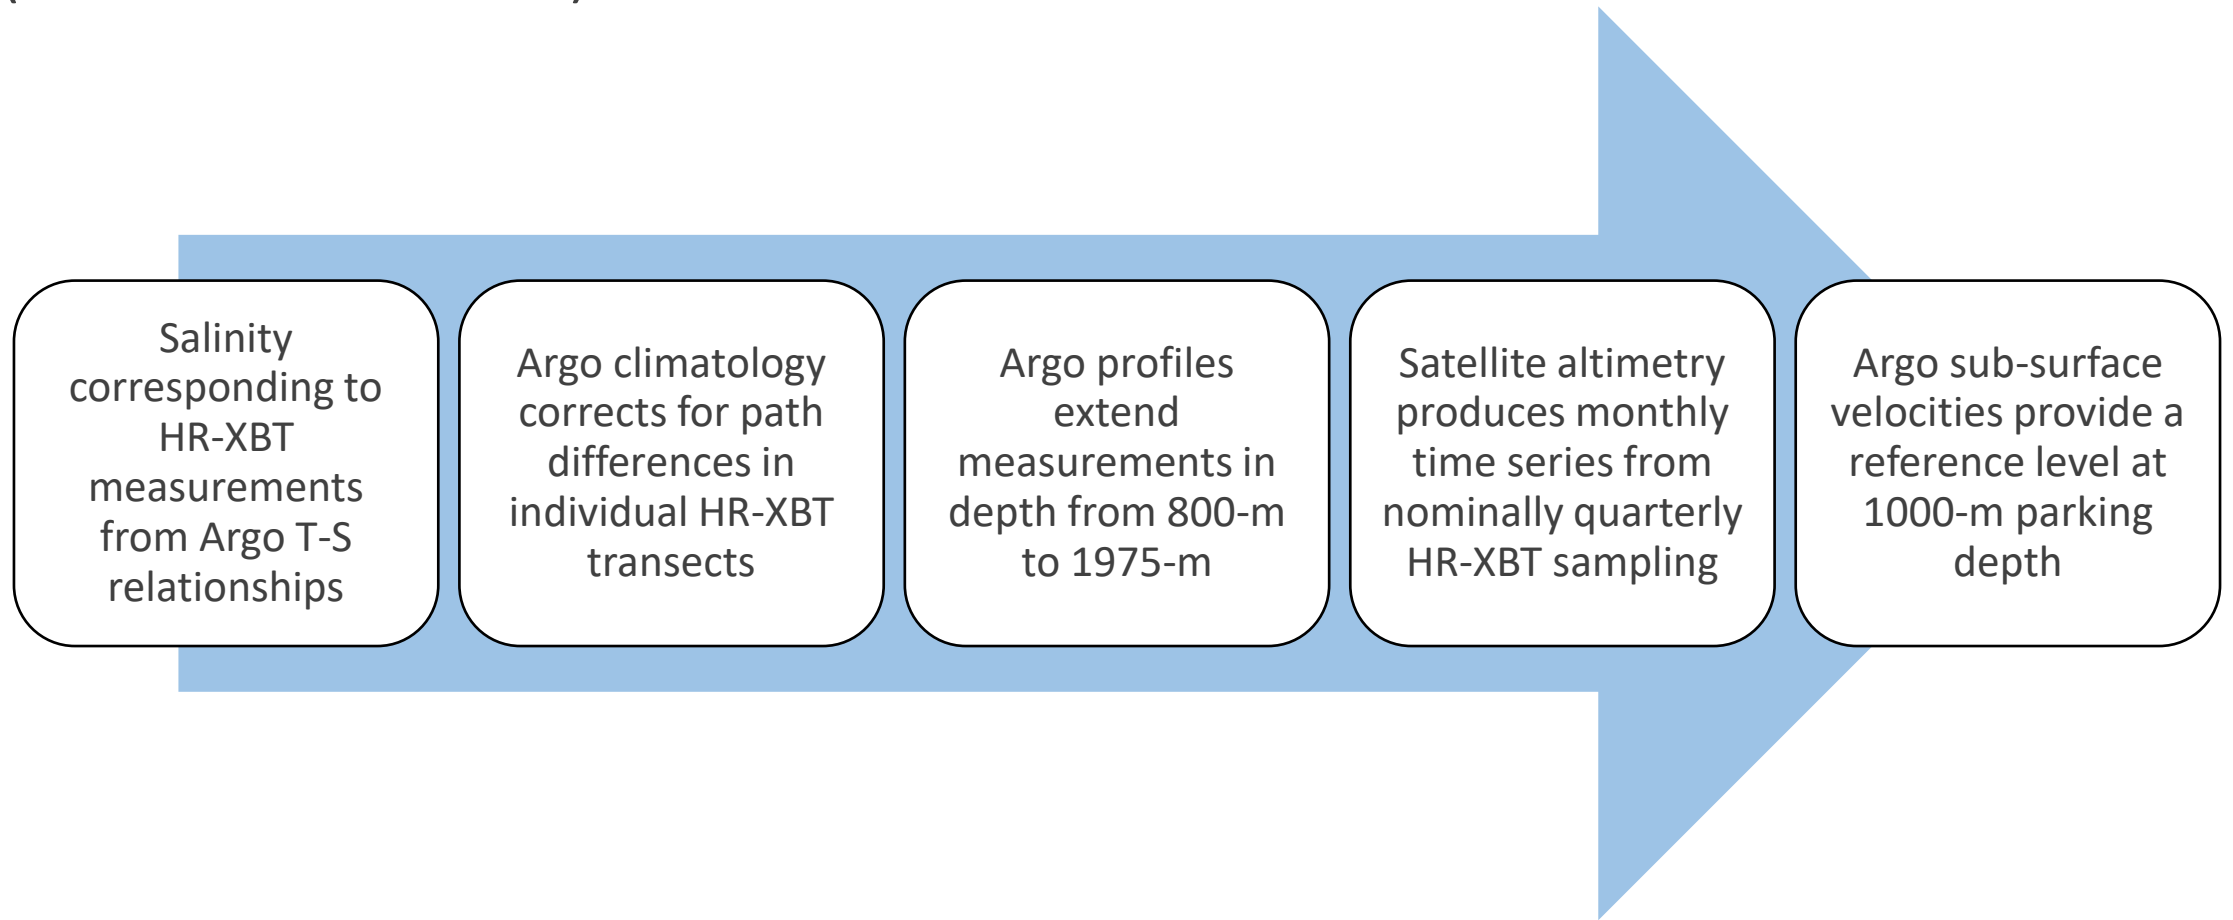 Salinity
corresponding to
HR-XBT
measurements
from Argo T-S
relationships
Argo climatology
corrects for path
differences in
individual HR-XBT
transects
Argo profiles
extend
measurements in
depth from 800-m
to 1975-m
Satellite altimetry
produces monthly
time series from
nominally quarterly
HR-XBT sampling
Argo sub-surface
velocities provide a
reference level at
1000-m parking
depth